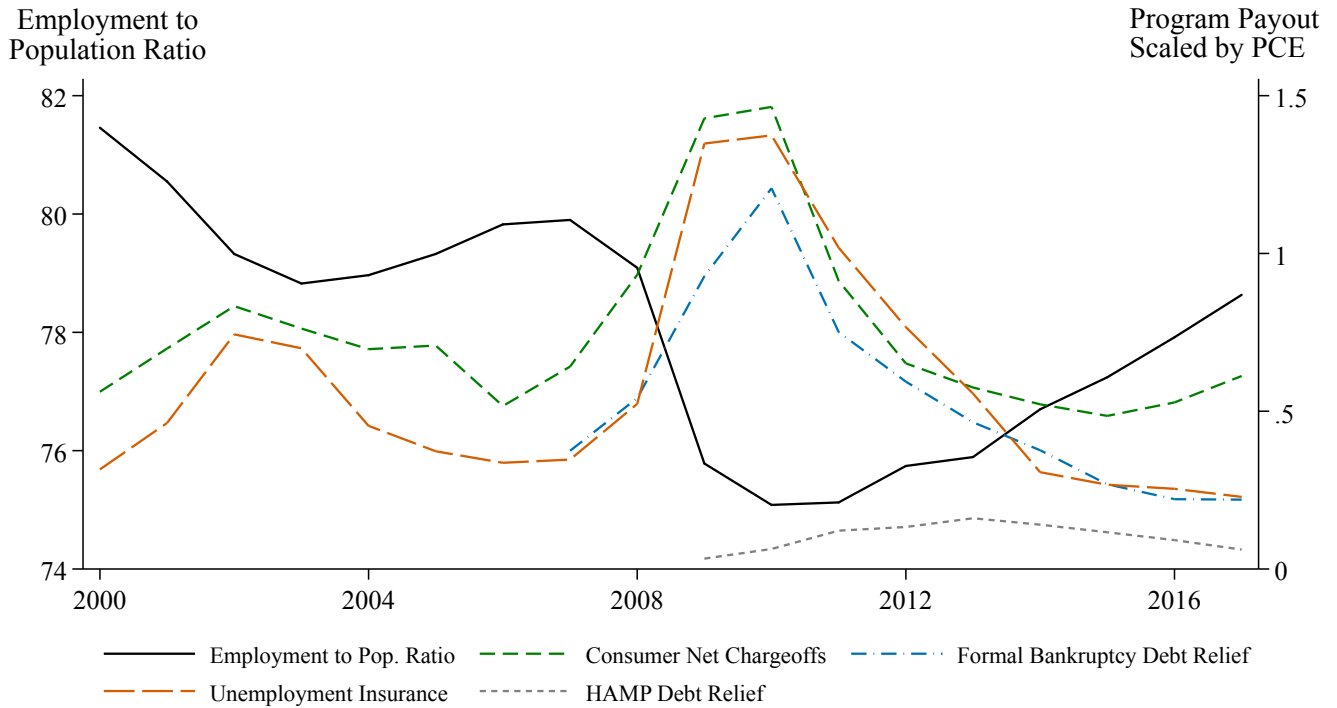 Employment to
Population Ratio
Program Payout
Scaled by PCE
82
80
78
76
74
1.5
1
.5
0
2000
2004
2008
2012
2016
Employment to Pop. Ratio
Consumer Net Chargeoffs
Formal Bankruptcy Debt Relief
Unemployment Insurance
HAMP Debt Relief